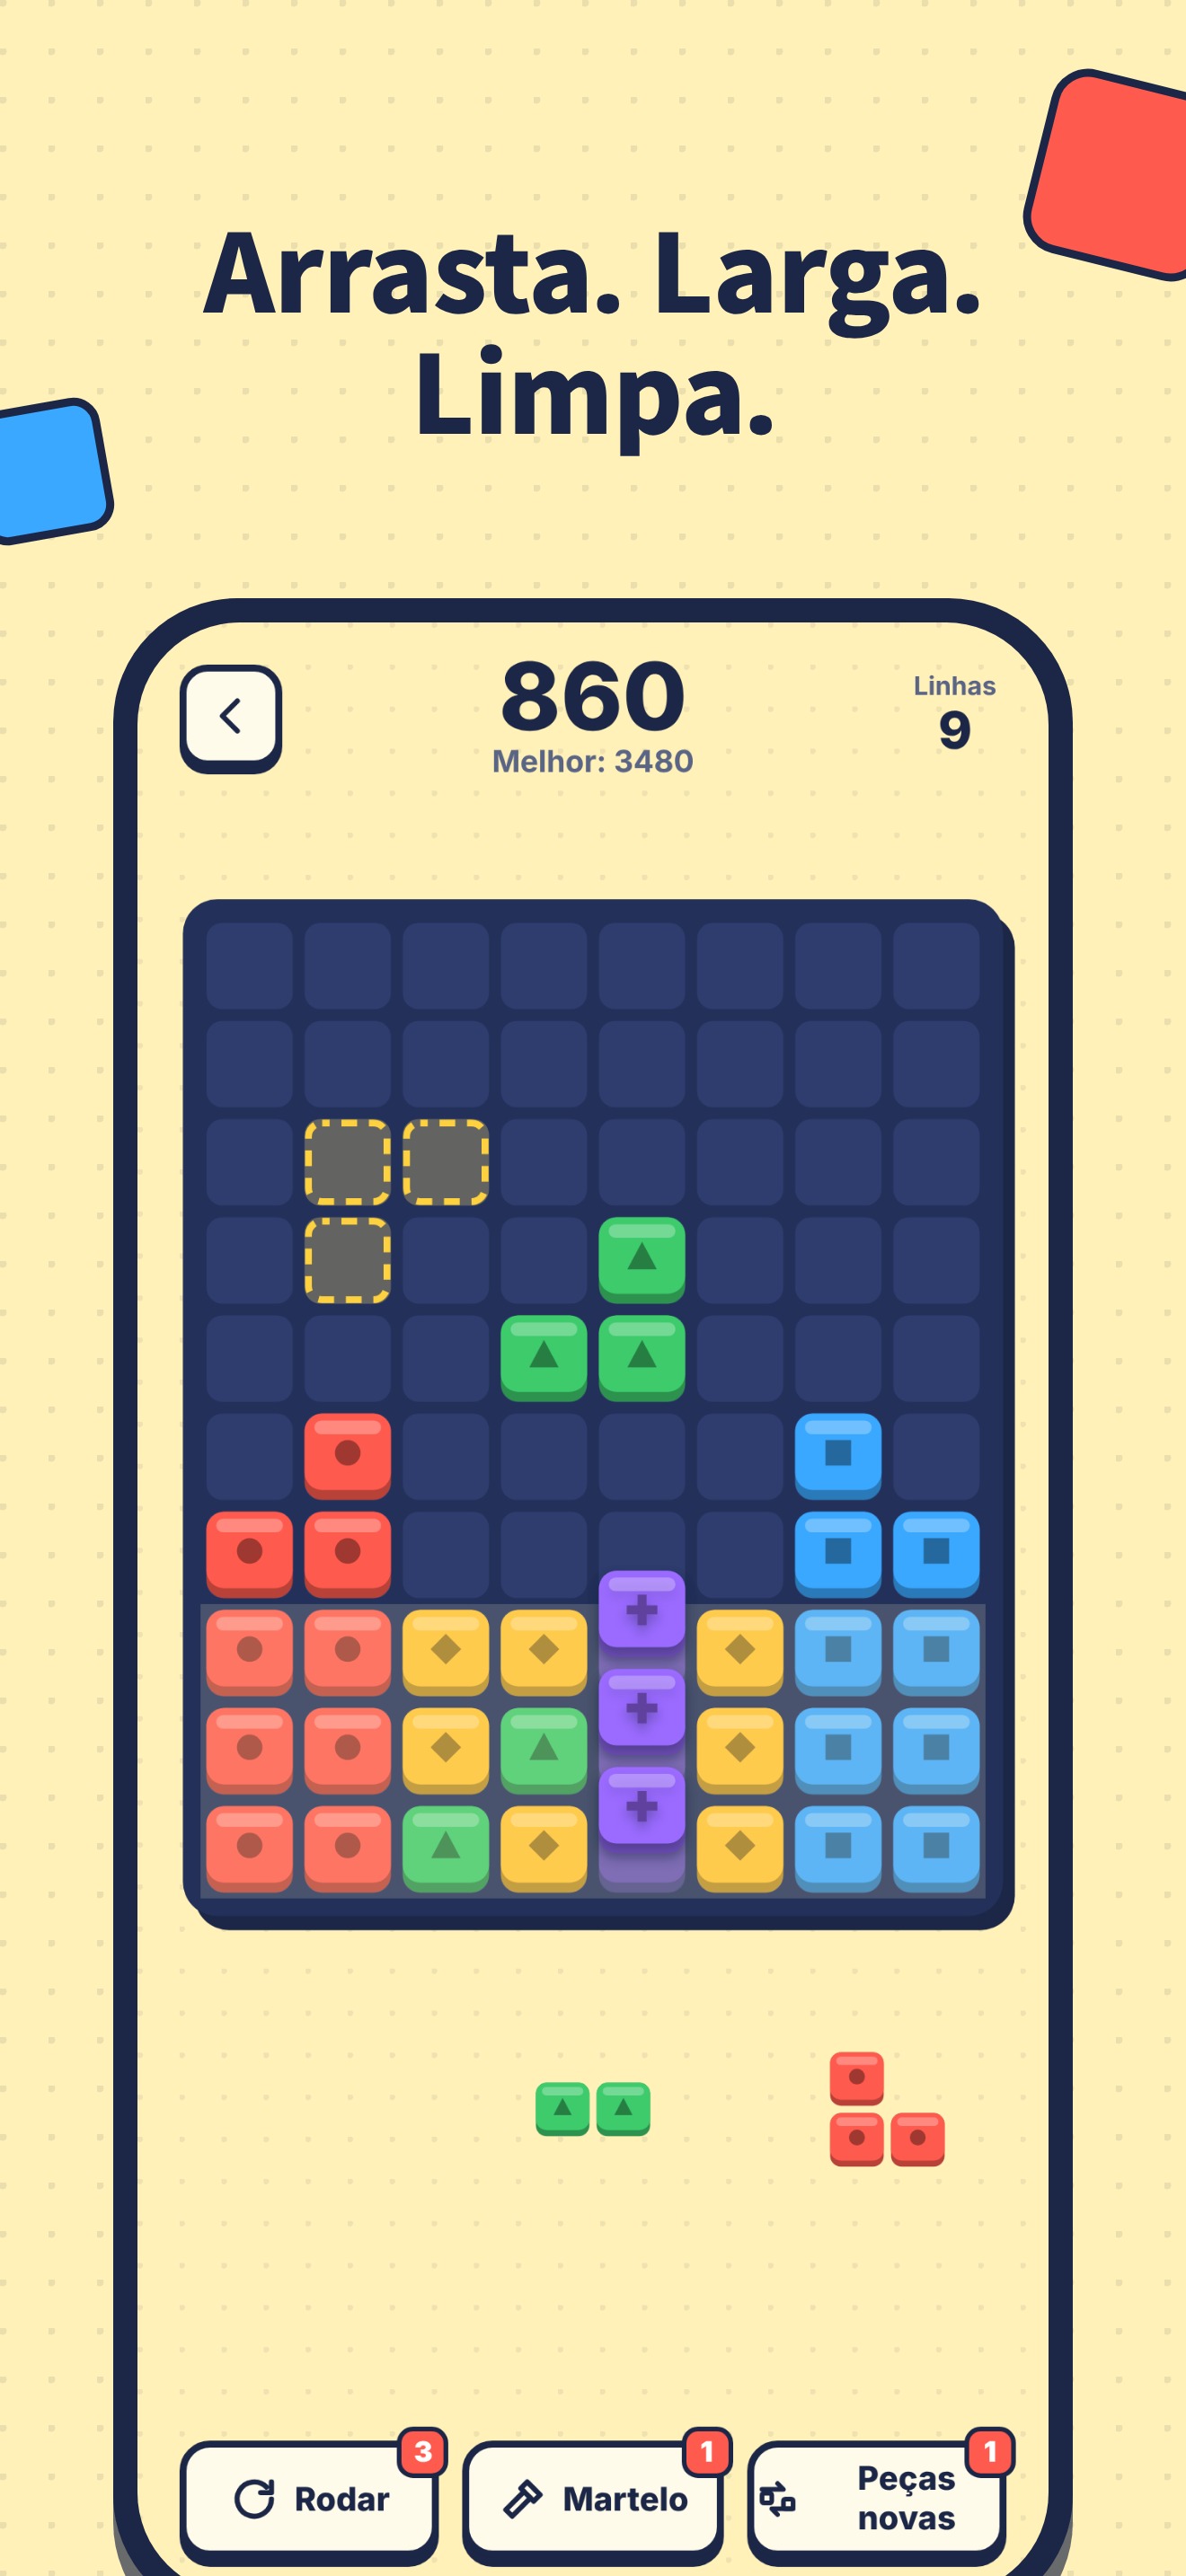 Arrasta. Larga.
Limpa.
860
Melhor: 3480
Linhas
9
3
1
1
Rodar
Martelo
Peças
novas